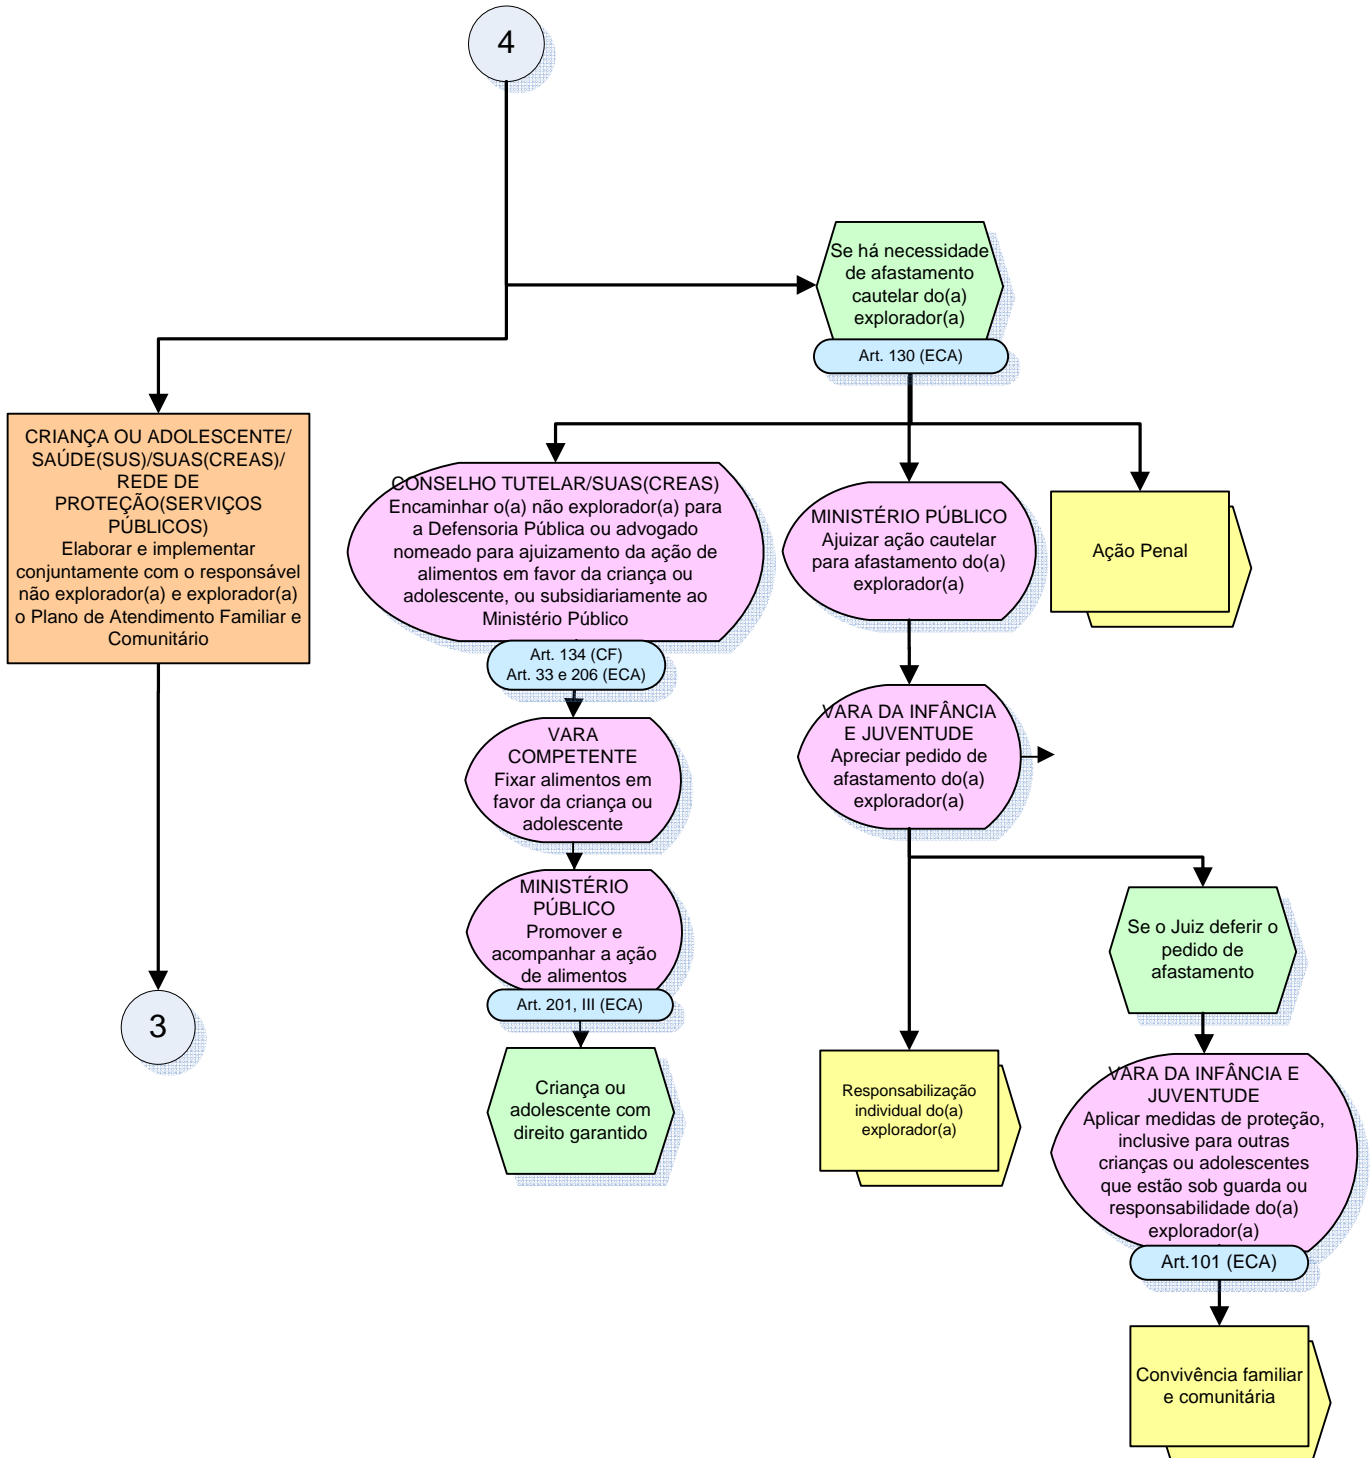 4
Se há necessidade
de afastamento
cautelar do(a)
explorador(a)
Art. 130 (ECA)
CRIANÇA OU ADOLESCENTE/
SAÚDE(SUS)/SUAS(CREAS)/
REDE DE
PROTEÇÃO(SERVIÇOS
PÚBLICOS)
Elaborar e implementar
conjuntamente com o responsável
não explorador(a) e explorador(a)
o Plano de Atendimento Familiar e
Comunitário
3
CONSELHO TUTELAR/SUAS(CREAS)
Encaminhar o(a) não explorador(a) para
a Defensoria Pública ou advogado
nomeado para ajuizamento da ação de
alimentos em favor da criança ou
adolescente, ou subsidiariamente ao
Ministério Público
Art. 134 (CF)
Art. 33 e 206 (ECA)
VARA
COMPETENTE
Fixar alimentos em
favor da criança ou
adolescente
MINISTÉRIO
PÚBLICO
Promover e
acompanhar a ação
de alimentos
Art. 201, III (ECA)
Criança ou
adolescente com
direito garantido
MINISTÉRIO PÚBLICO
Ajuizar ação cautelar
para afastamento do(a)
explorador(a)
VARA DA INFÂNCIA
E JUVENTUDE
Apreciar pedido de
afastamento do(a)
explorador(a)
Responsabilização
individual do(a)
explorador(a)
Ação Penal
Se o Juiz deferir o
pedido de
afastamento
VARA DA INFÂNCIA E
JUVENTUDE
Aplicar medidas de proteção,
inclusive para outras
crianças ou adolescentes
que estão sob guarda ou
responsabilidade do(a)
explorador(a)
Art.101 (ECA)
Convivência familiar
e comunitária